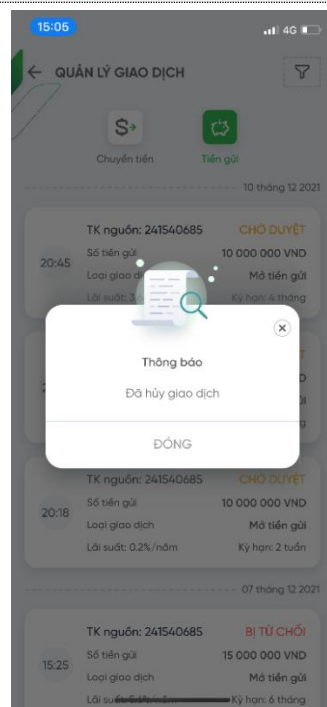 15:05
4G
QUẢN LÝ GIAO DỊCH
Chuyển tiền Tiền gửi
10 tháng 12 2021
TK nguồn: 241540685 CHỜ DUYỆT
20:45
Số tiền gửi 10 000 000 VND
Mở tiền gửi
Kỳ hạn: 4 tháng
Thông báo
Đã hủy giao dịch
ĐÓNG
TK nguồn: 241540685 CHỜ DUYỆT
20:18
Số tiền gửi 10 000 000 VND
Loại giao dịch Mở tiền gửi
Lãi suất: 0.2%/năm Kỳ hạn: 2 tuần
07 tháng 12 2021
TK nguồn: 241540685 BỊ TỪ CHỐI
15:25
Số tiền gửi 15 000 000 VND
Loại giao dịch Mở tiền gửi
Kỳ hạn: 6 tháng